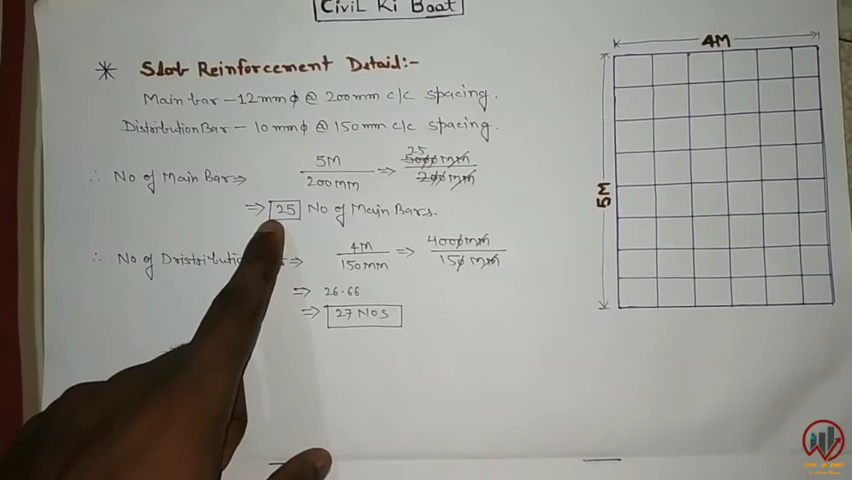 Civil Ki Baat
* Slab Reinforcement Detail:-
Main bar - 12mmϕ @ 200mm c/c spacing.
Distribution Bar - 10mmϕ @ 150mm c/c spacing.
∴ No of Main Bar ⇒ 5M / 200mm ⇒ 25 5000mm / 200mm
⇒ 25 No of Main Bars.
∴ No of Dristributi r ⇒ 4M / 150mm ⇒ 4000mm / 150mm
⇒ 26.66
⇒ 27 Nos
4M
5M